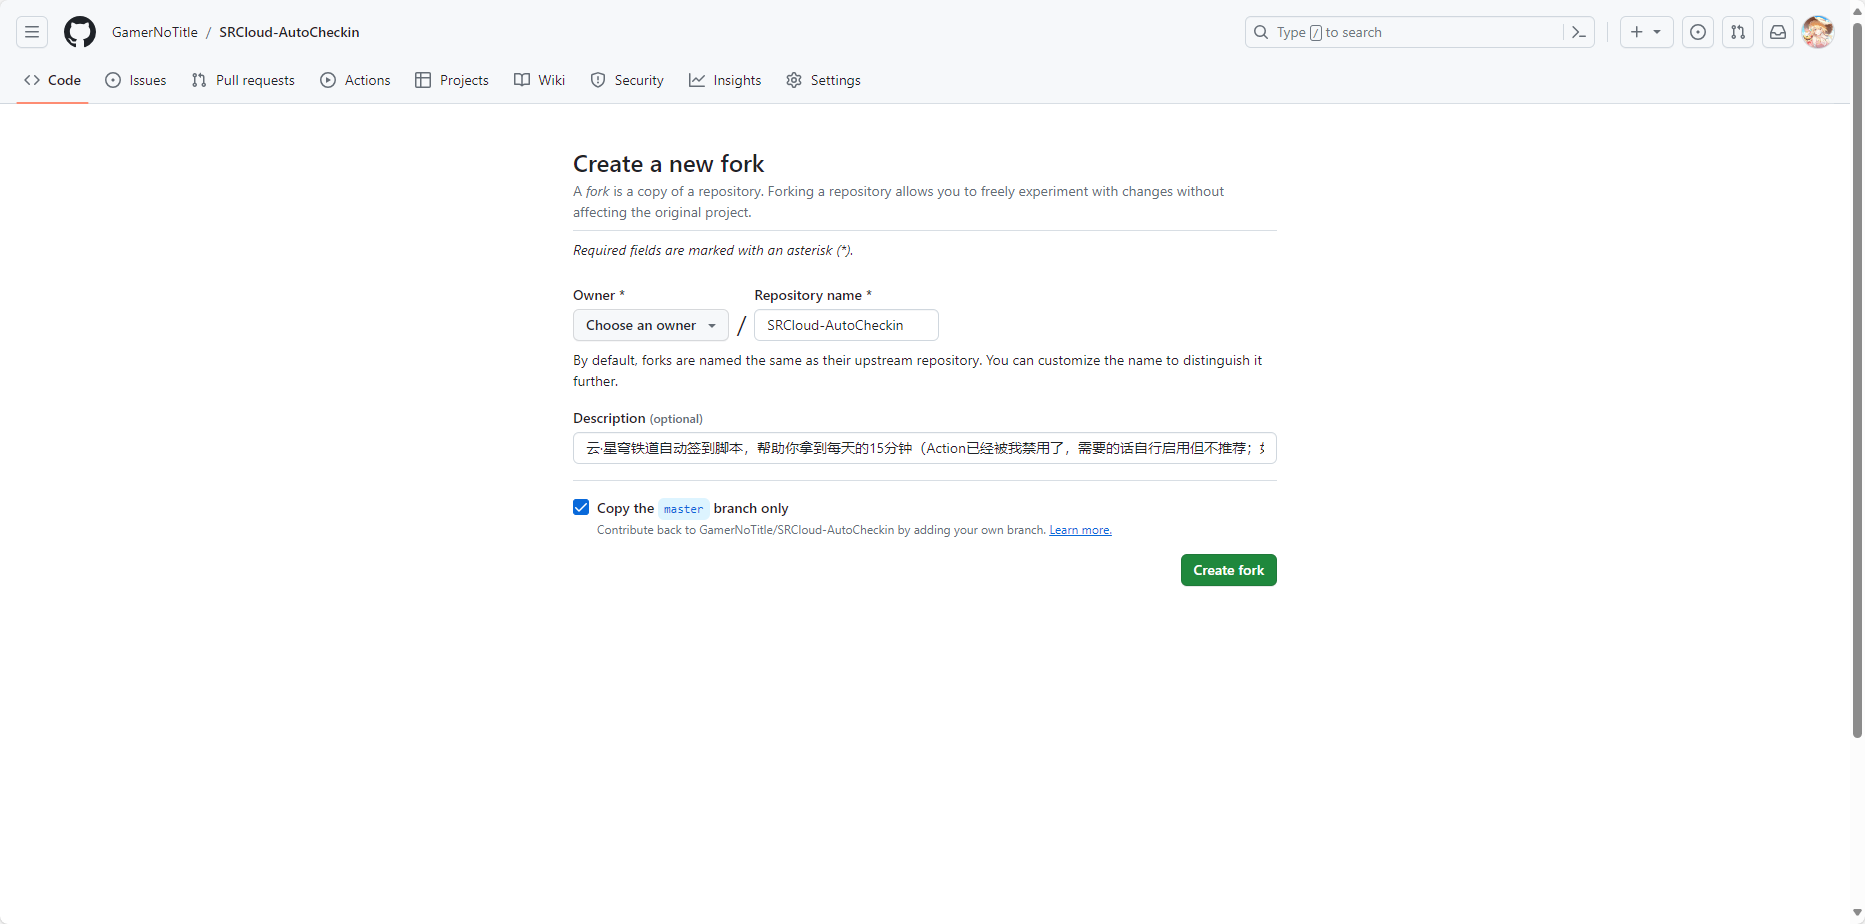 GamerNoTitle / SRCloud-AutoCheckin
Type / to search
Code
Issues
Pull requests
Actions
Projects
Wiki
Security
Insights
Settings
Create a new fork
A fork is a copy of a repository. Forking a repository allows you to freely experiment with changes without
affecting the original project.
Required fields are marked with an asterisk (*).
Owner *
Repository name *
Choose an owner / SRCloud-AutoCheckin
By default, forks are named the same as their upstream repository. You can customize the name to distinguish it
further.
Description (optional)
云·星穹铁道自动签到脚本，帮助你拿到每天的15分钟（Action已经被我禁用了，需要的话自行启用但不推荐；
Copy the master branch only
Contribute back to GamerNoTitle/SRCloud-AutoCheckin by adding your own branch. Learn more.
Create fork